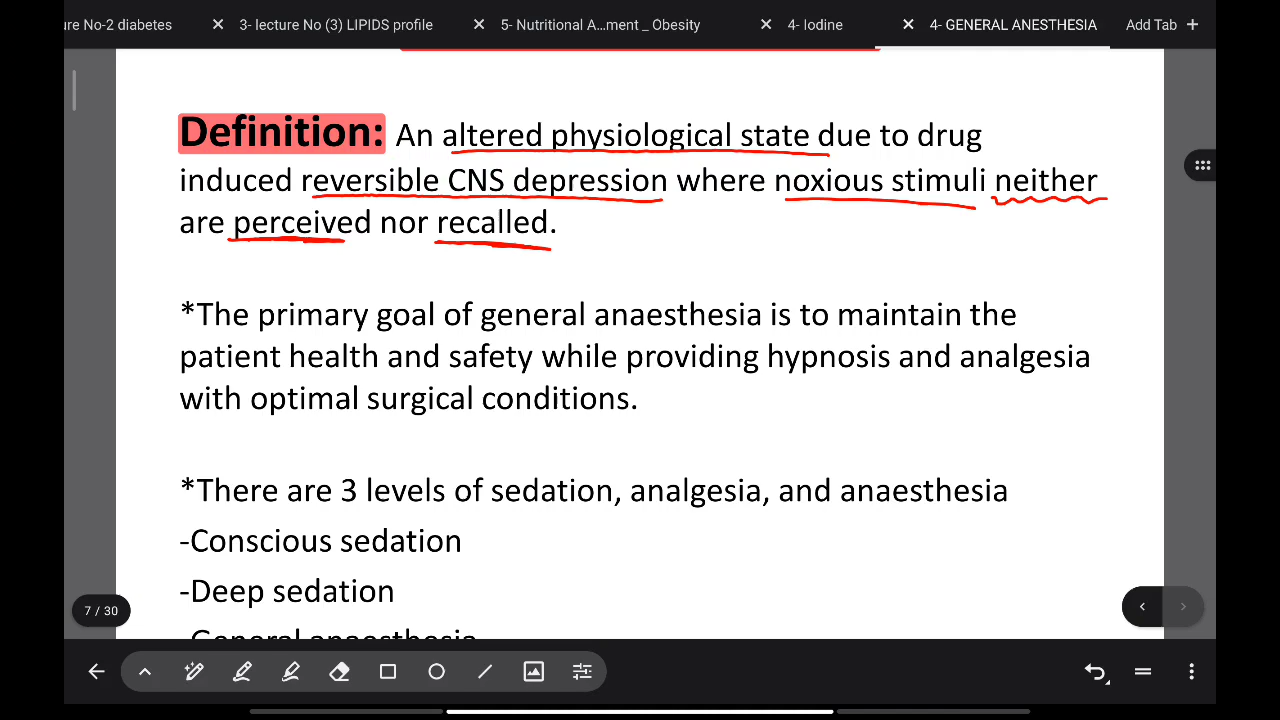 ure No-2 diabetes
3- lecture No (3) LIPIDS profile
5- Nutritional A...ment _ Obesity
4- Iodine
4- GENERAL ANESTHESIA
Add Tab
Definition: An altered physiological state due to drug
induced reversible CNS depression where noxious stimuli neither
are perceived nor recalled.
*The primary goal of general anaesthesia is to maintain the
patient health and safety while providing hypnosis and analgesia
with optimal surgical conditions.
*There are 3 levels of sedation, analgesia, and anaesthesia
-Conscious sedation
-Deep sedation
-General anaesthesia
7 / 30